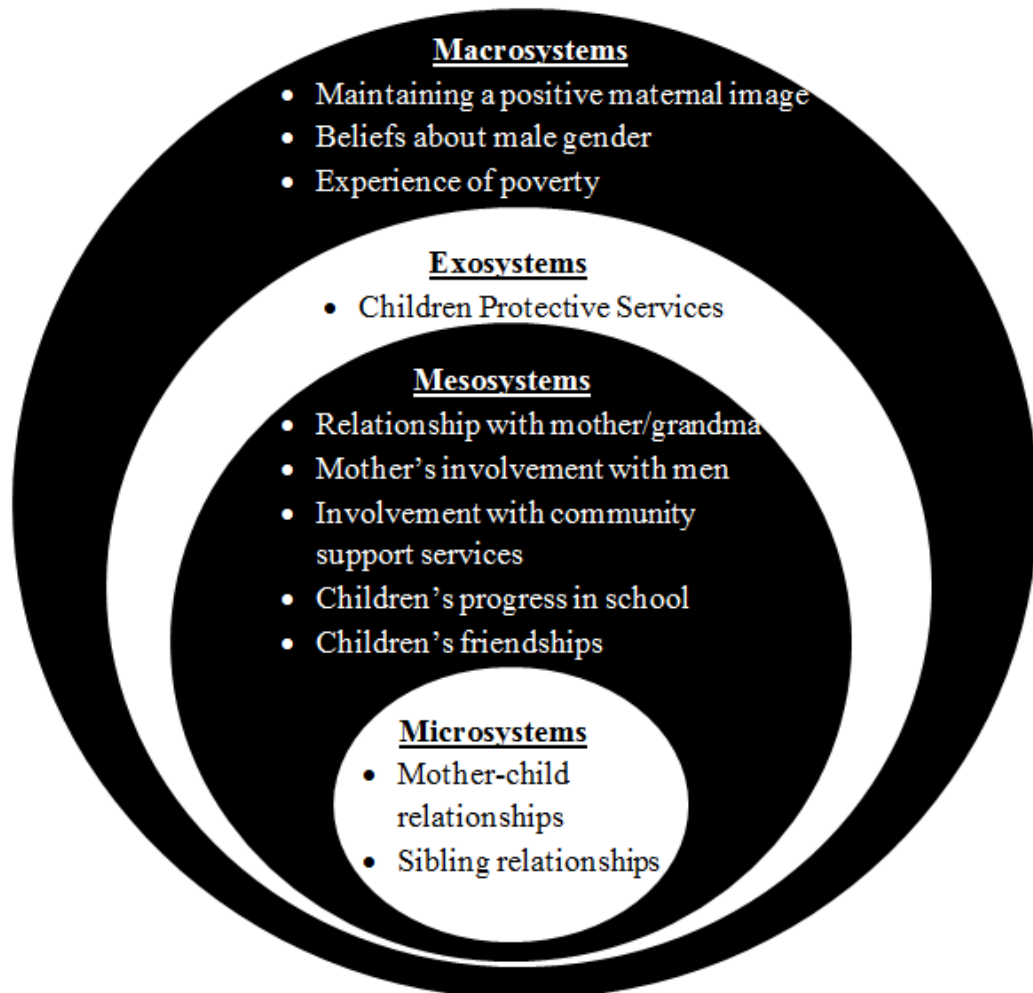 Macrosystems
• Maintaining a positive maternal image
• Beliefs about male gender
• Experience of poverty
Exosystems
• Children Protective Services
Mesosystems
• Relationship with mother/grandma
• Mother’s involvement with men
• Involvement with community
support services
• Children’s progress in school
• Children’s friendships
Microsystems
• Mother-child
relationships
• Sibling relationships